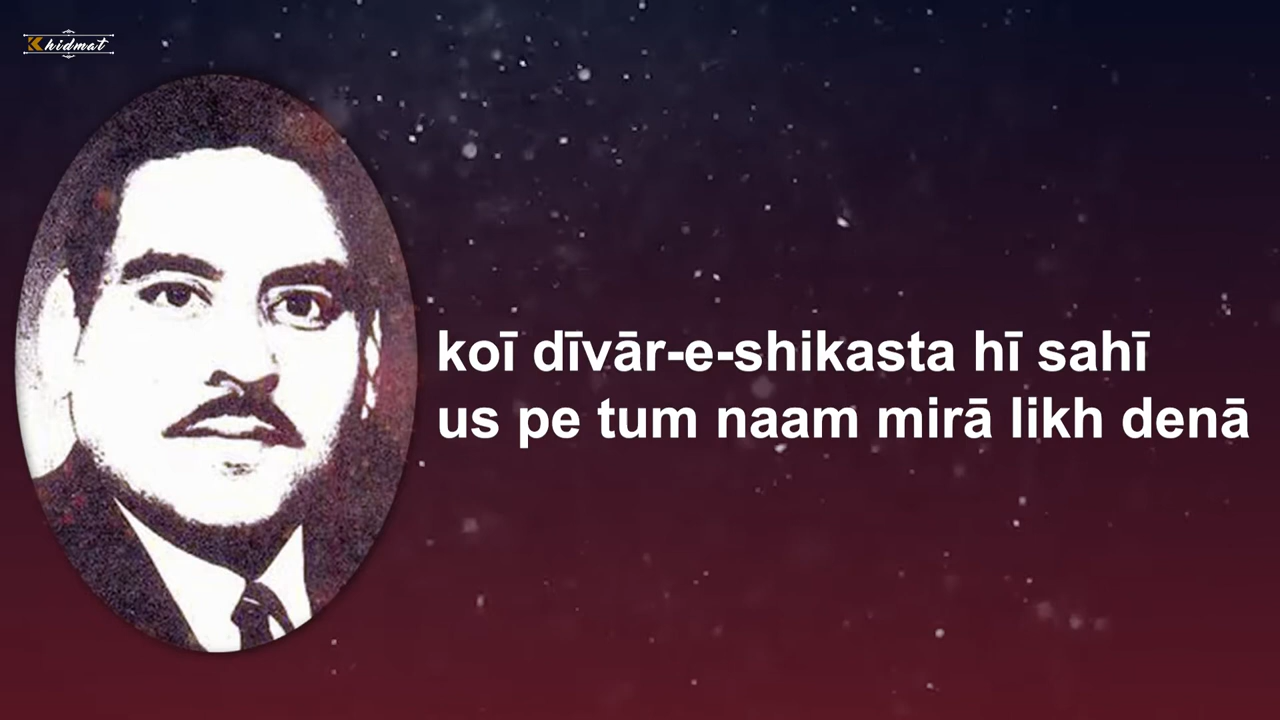 Khidmat
koī dīvār-e-shikasta hī sahī
us pe tum naam mirā likh denā